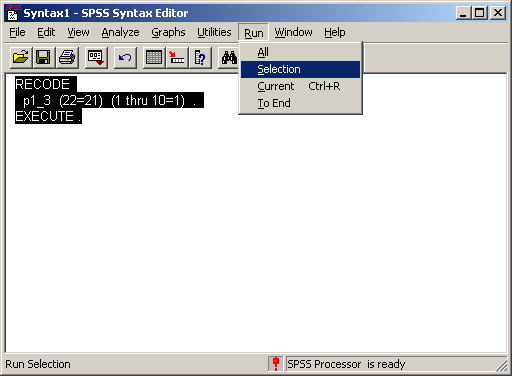 Syntax1 - SPSS Syntax Editor
File Edit View Analyze Graphs Utilities Run Window Help
All
Selection
Current Ctrl+R
To End
RECODE
p1_3 (22=21) (1 thru 10=1) .
EXECUTE .
Run Selection
SPSS Processor is ready